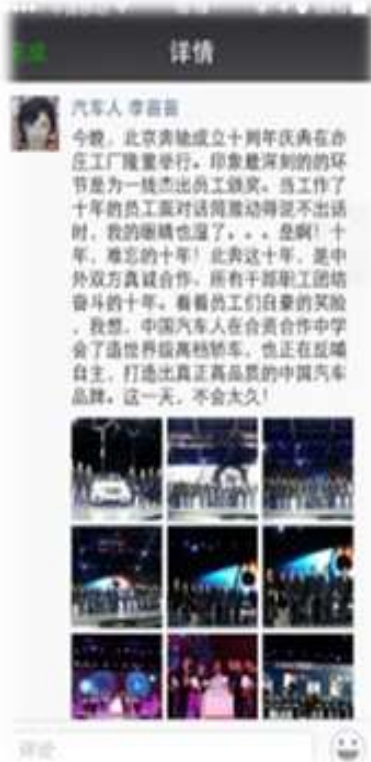 完成
详情
汽车人 李苗苗
今晚，北京奔驰成立十周年庆典在亦
庄工厂隆重举行。印象最深刻的的环
节是为一线杰出员工颁奖。当工作了
十年的员工面对话筒激动得说不出话
时，我的眼睛也湿了。。。是啊！十
年，难忘的十年！北奔这十年，是中
外双方真诚合作、所有干部职工团结
奋斗的十年。看着员工们自豪的笑脸
，我想，中国汽车人在合资合作中学
会了造世界级高档轿车，也正在反哺
自主，打造出真正高品质的中国汽车
品牌。这一天，不会太久！
评论